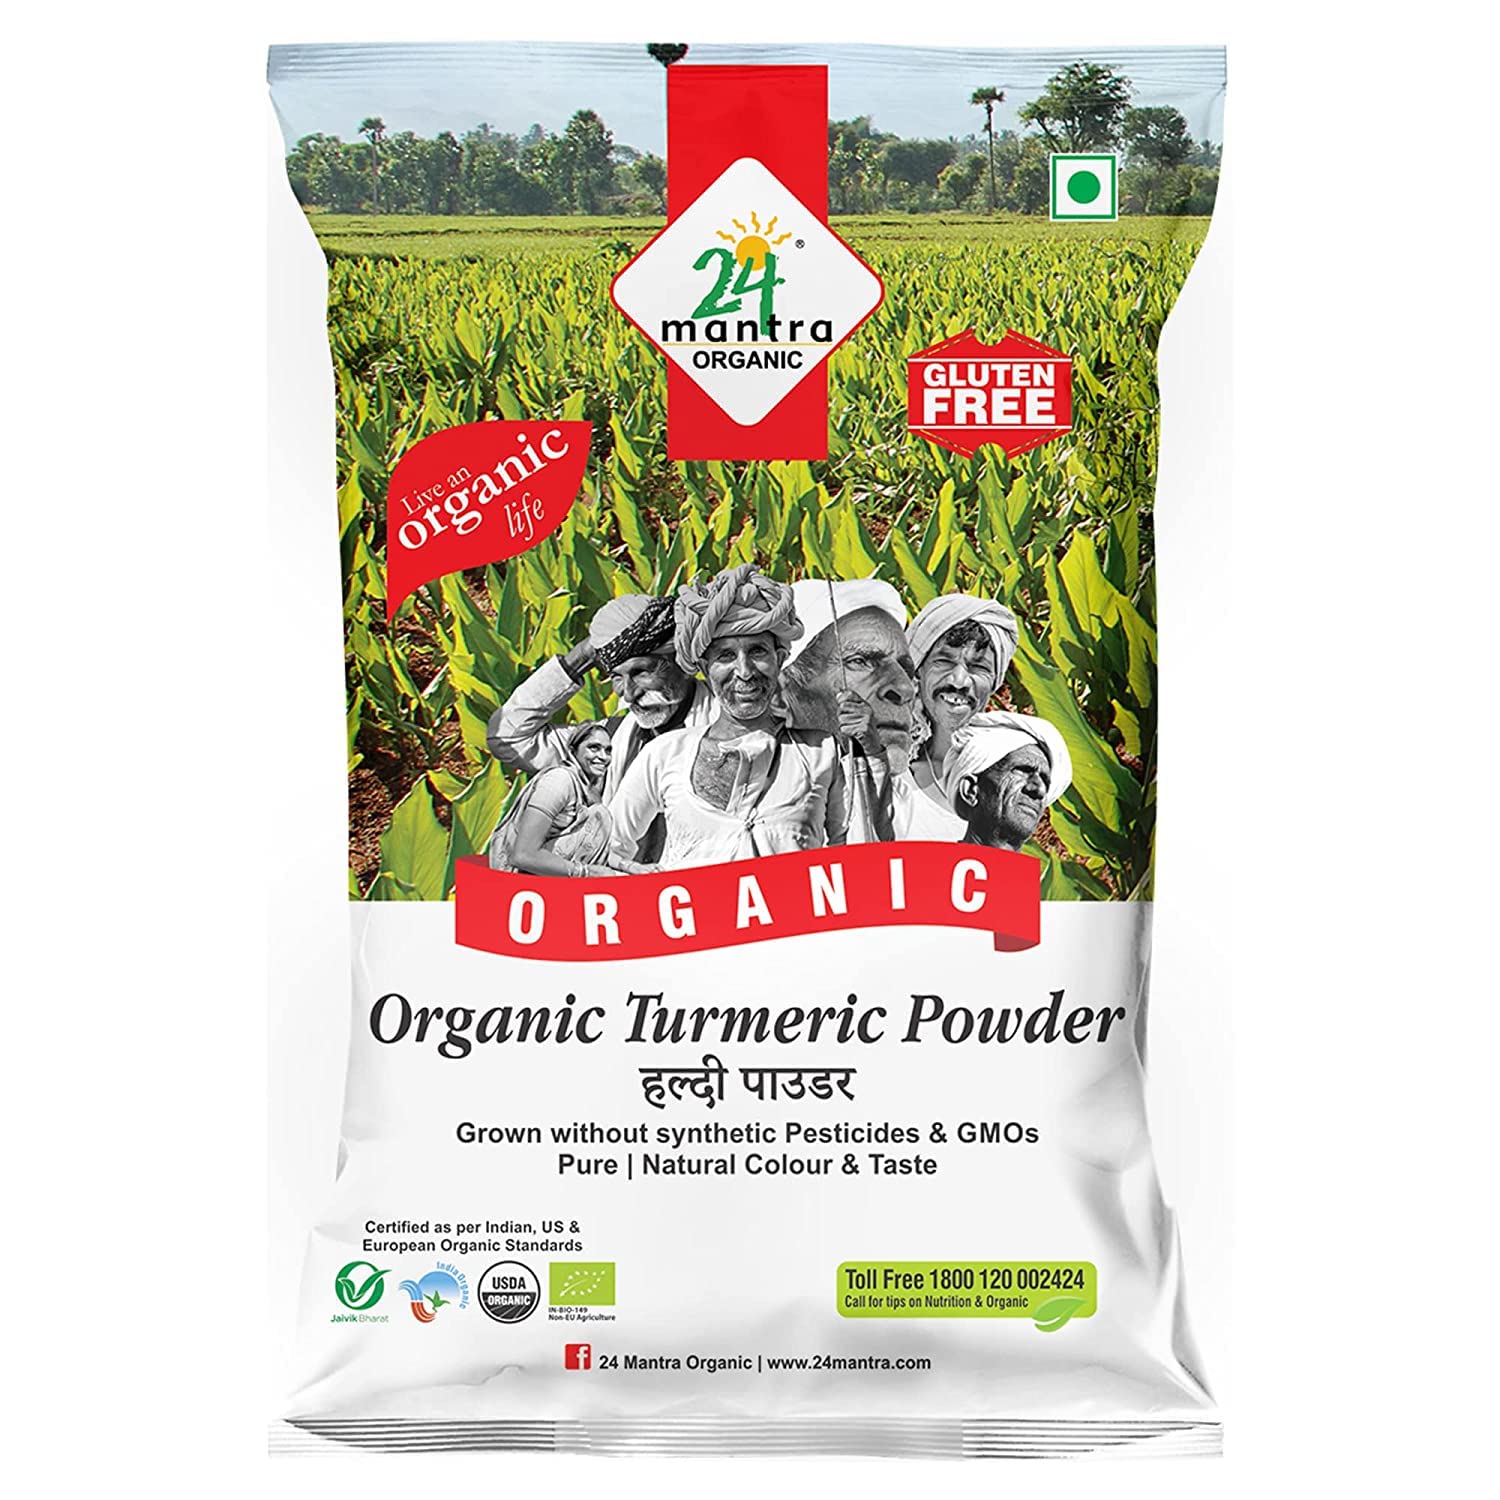 24
mantra
ORGANIC
®
GLUTEN
FREE
Live an
organic
life
ORGANIC
Organic Turmeric Powder
हल्दी पाउडर
Grown without synthetic Pesticides & GMOs
Pure | Natural Colour & Taste
Certified as per Indian, US &
European Organic Standards
Jaivik Bharat
India Organic
USDA
ORGANIC
IN-BIO-149
Non-EU Agriculture
Toll Free 1800 120 002424
Call for tips on Nutrition & Organic
f 24 Mantra Organic | www.24mantra.com